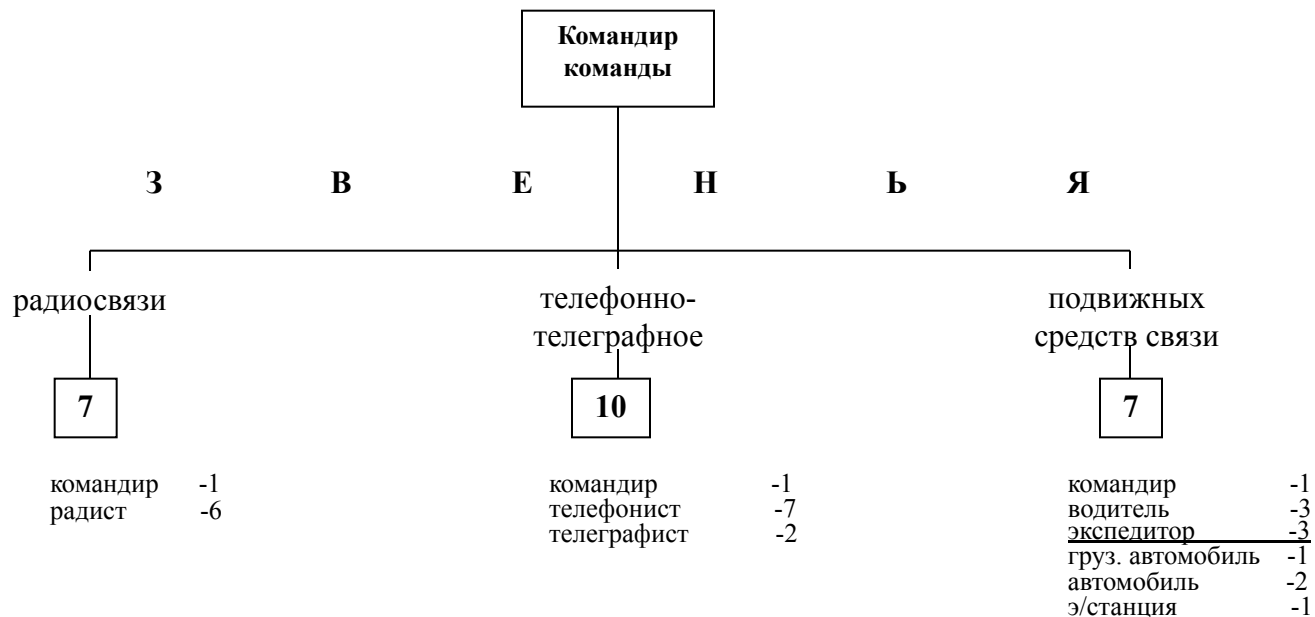 Командир
команды
З В Е Н Ь Я
радиосвязи
7
командир -1
радист -6
телефонно-
телеграфное
10
командир -1
телефонист -7
телеграфист -2
подвижных
средств связи
7
командир -1
водитель -3
экспедитор -3
груз. автомобиль -1
автомобиль -2
э/станция -1